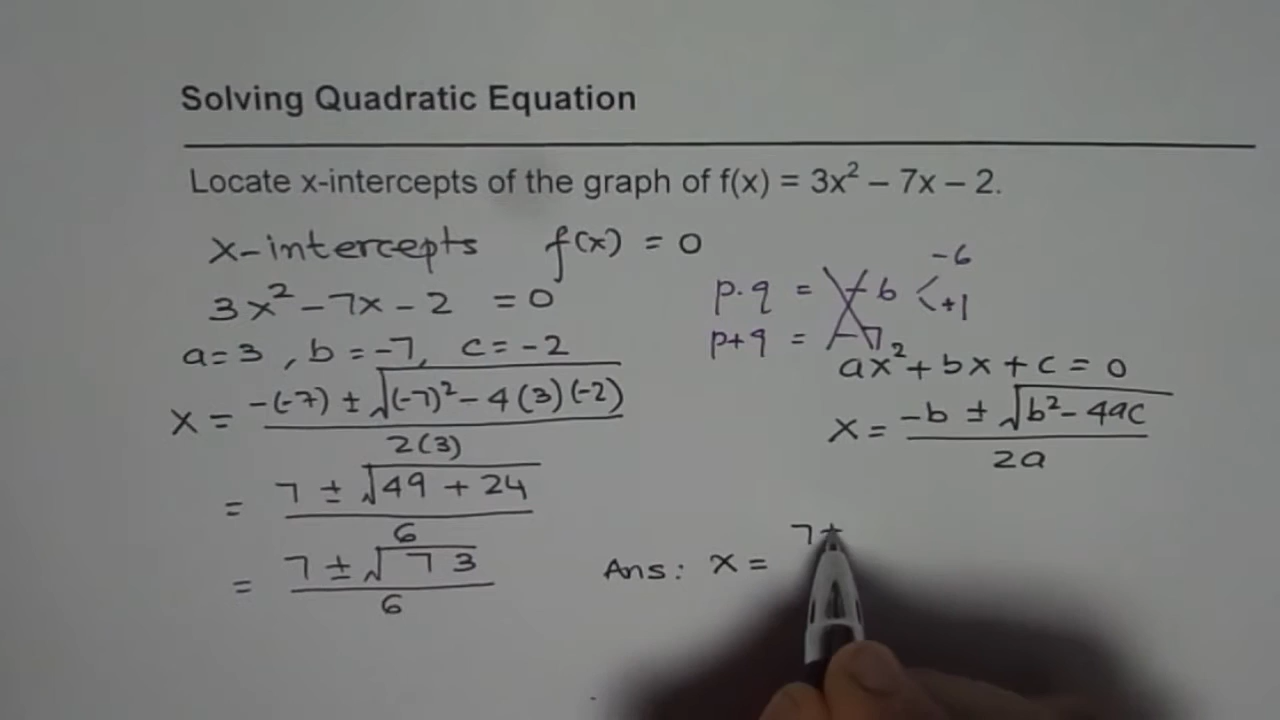 Solving Quadratic Equation
Locate x-intercepts of the graph of f(x) = 3x² – 7x – 2.
x-intercepts f(x) = 0
3x² - 7x - 2 = 0
a = 3, b = -7, c = -2
x = -(-7) ± √(-7)² - 4(3)(-2)
2(3)
= 7 ± √49 + 24
6
= 7 ± √73
6
p.q = -6 < -6
+1
p+q = -7
ax² + bx + c = 0
x = -b ± √b² - 4ac
2a
Ans: x = 7±